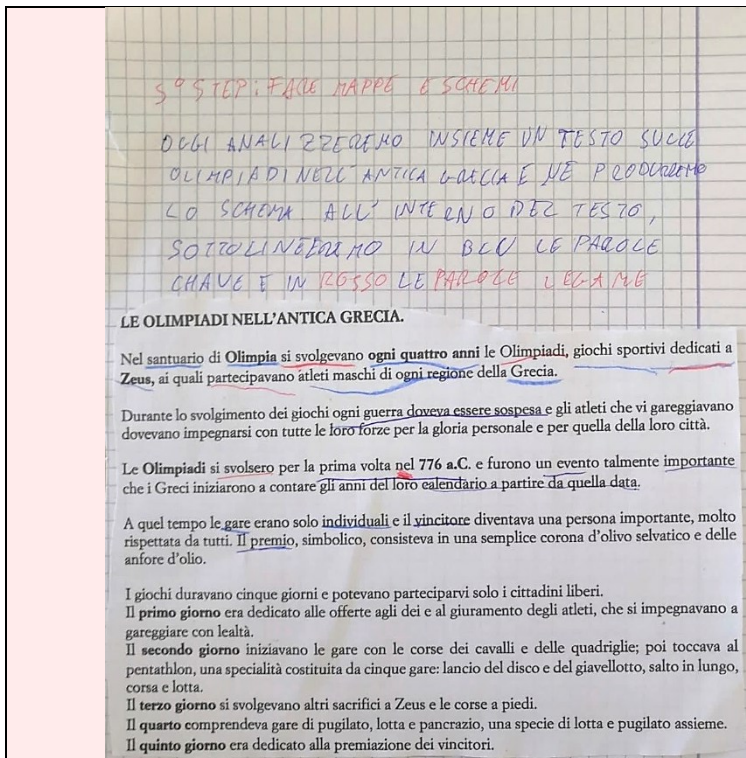 5° STEP: FARE MAPPE E SCHEMI
OGGI ANALIZZEREMO INSIEME UN TESTO SULLE
OLIMPIADI NELL'ANTICA GRECIA E NE PRODURREMO
LO SCHEMA. ALL'INTERNO DEL TESTO,
SOTTOLINEEREMO IN BLU LE PAROLE
CHAVE E IN ROSSO LE PAROLE LEGAME
LE OLIMPIADI NELL'ANTICA GRECIA.
Nel santuario di Olimpia si svolgevano ogni quattro anni le Olimpiadi, giochi sportivi dedicati a
Zeus, ai quali partecipavano atleti maschi di ogni regione della Grecia.
Durante lo svolgimento dei giochi ogni guerra doveva essere sospesa e gli atleti che vi gareggiavano
dovevano impegnarsi con tutte le loro forze per la gloria personale e per quella della loro città.
Le Olimpiadi si svolsero per la prima volta nel 776 a.C. e furono un evento talmente importante
che i Greci iniziarono a contare gli anni del loro calendario a partire da quella data.
A quel tempo le gare erano solo individuali e il vincitore diventava una persona importante, molto
rispettata da tutti. Il premio, simbolico, consisteva in una semplice corona d'olivo selvatico e delle
anfore d'olio.
I giochi duravano cinque giorni e potevano parteciparvi solo i cittadini liberi.
Il primo giorno era dedicato alle offerte agli dei e al giuramento degli atleti, che si impegnavano a
gareggiare con lealtà.
Il secondo giorno iniziavano le gare con le corse dei cavalli e delle quadriglie; poi toccava al
pentathlon, una specialità costituita da cinque gare: lancio del disco e del giavellotto, salto in lungo,
corsa e lotta.
Il terzo giorno si svolgevano altri sacrifici a Zeus e le corse a piedi.
Il quarto comprendeva gare di pugilato, lotta e pancrazio, una specie di lotta e pugilato assieme.
Il quinto giorno era dedicato alla premiazione dei vincitori.